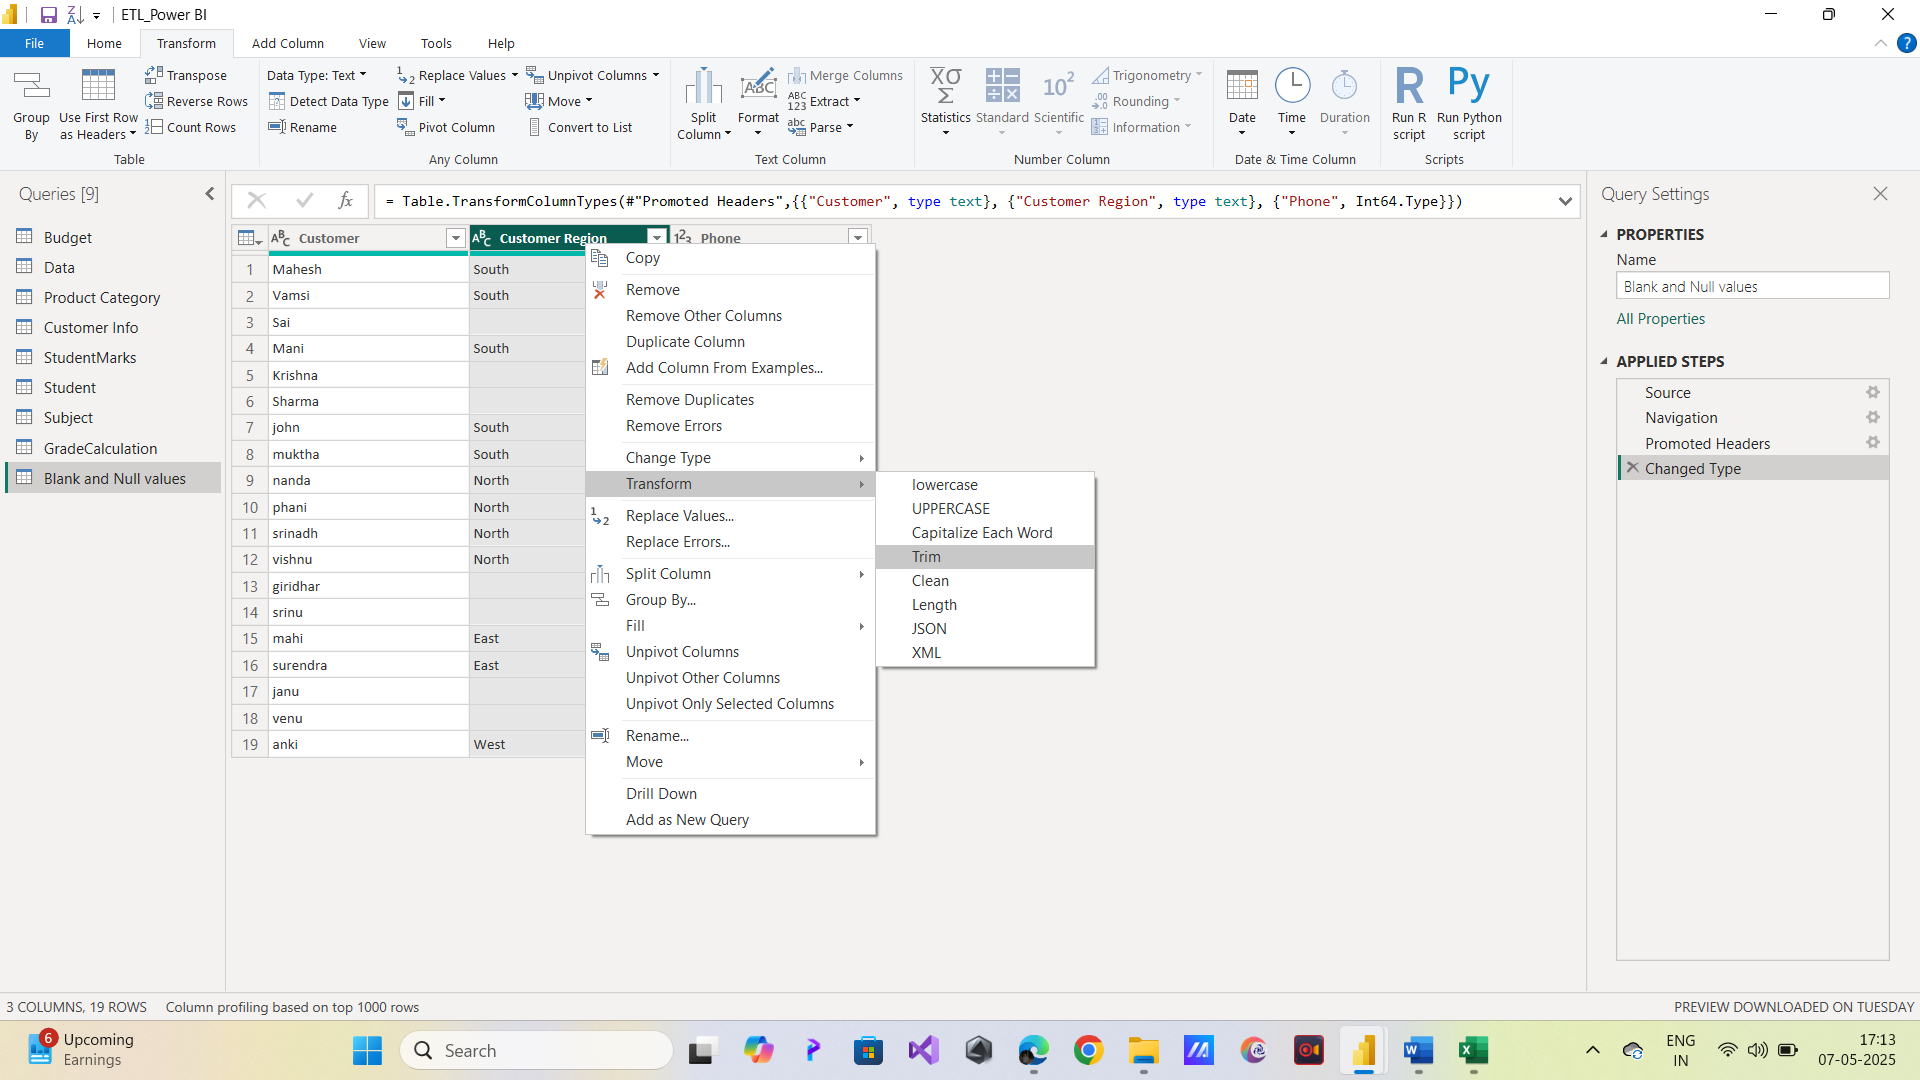 ETL_Power BI
File
Home
Transform
Add Column
View
Tools
Help
Group By
Use First Row as Headers
Transpose
Reverse Rows
Count Rows
Table
Data Type: Text
Detect Data Type
Rename
Replace Values
Fill
Pivot Column
Unpivot Columns
Move
Convert to List
Any Column
Split Column
Format
Merge Columns
Extract
Parse
Text Column
Statistics
Standard
Scientific
Trigonometry
Rounding
Information
Number Column
Date
Time
Duration
Date & Time Column
Run R script
Run Python script
Scripts
Queries [9]
Budget
Data
Product Category
Customer Info
StudentMarks
Student
Subject
GradeCalculation
Blank and Null values
fx
= Table.TransformColumnTypes(#"Promoted Headers",{{"Customer", type text}, {"Customer Region", type text}, {"Phone", Int64.Type}})
Customer Customer Region Phone
1 Mahesh South
2 Vamsi South
3 Sai
4 Mani South
5 Krishna
6 Sharma
7 john South
8 muktha South
9 nanda North
10 phani North
11 srinadh North
12 vishnu North
13 giridhar
14 srinu
15 mahi East
16 surendra East
17 janu
18 venu
19 anki West
Copy
Remove
Remove Other Columns
Duplicate Column
Add Column From Examples...
Remove Duplicates
Remove Errors
Change Type
Transform
Replace Values...
Replace Errors...
Split Column
Group By...
Fill
Unpivot Columns
Unpivot Other Columns
Unpivot Only Selected Columns
Rename...
Move
Drill Down
Add as New Query
lowercase
UPPERCASE
Capitalize Each Word
Trim
Clean
Length
JSON
XML
Query Settings
PROPERTIES
Name
Blank and Null values
All Properties
APPLIED STEPS
Source
Navigation
Promoted Headers
Changed Type
3 COLUMNS, 19 ROWS
Column profiling based on top 1000 rows
PREVIEW DOWNLOADED ON TUESDAY
6
Upcoming
Earnings
Search
ENG
IN
17:13
07-05-2025